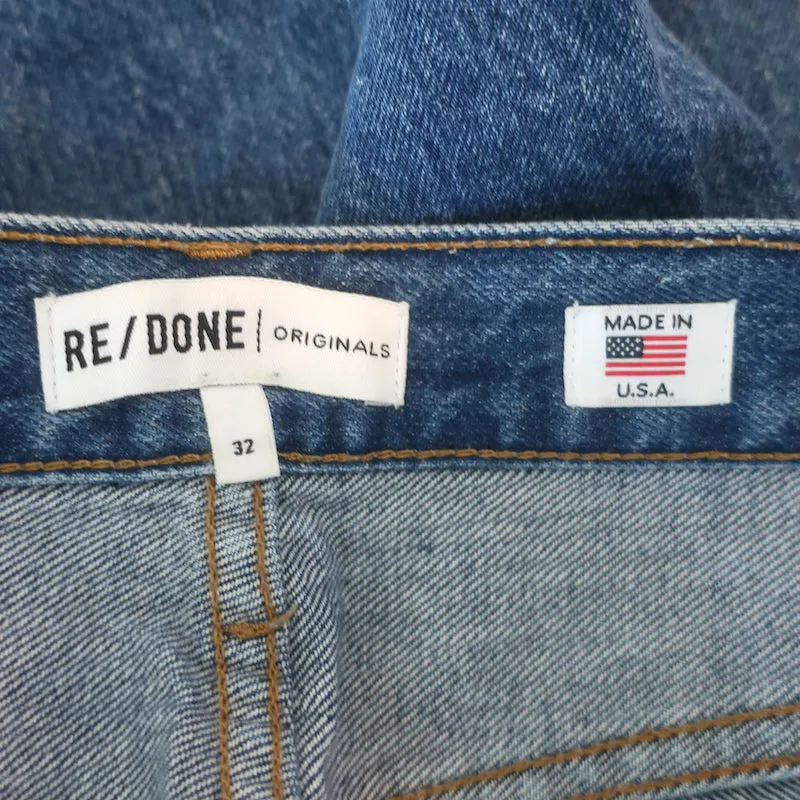 RE/DONE | ORIGINALS
32
MADE IN
U.S.A.